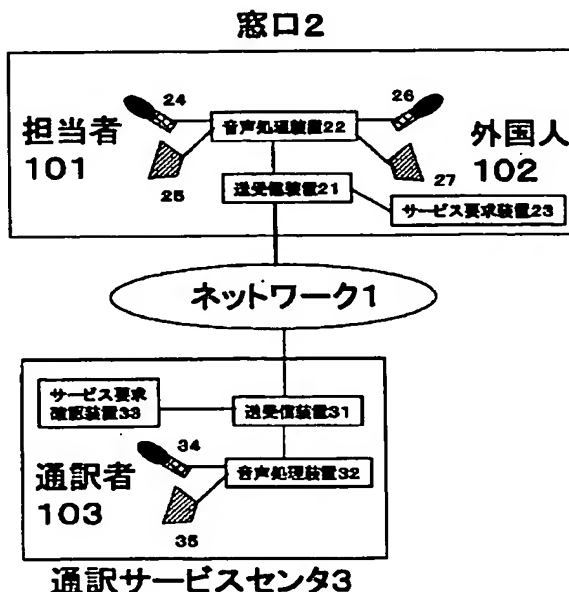 窓口2
24
26
担当者
101
音声処理装置22
外国人
102
25
送受信装置21
27
サービス要求装置23
ネットワーク1
サービス要求
確認装置33
送受信装置31
34
通訳者
103
音声処理装置32
35
通訳サービスセンタ3